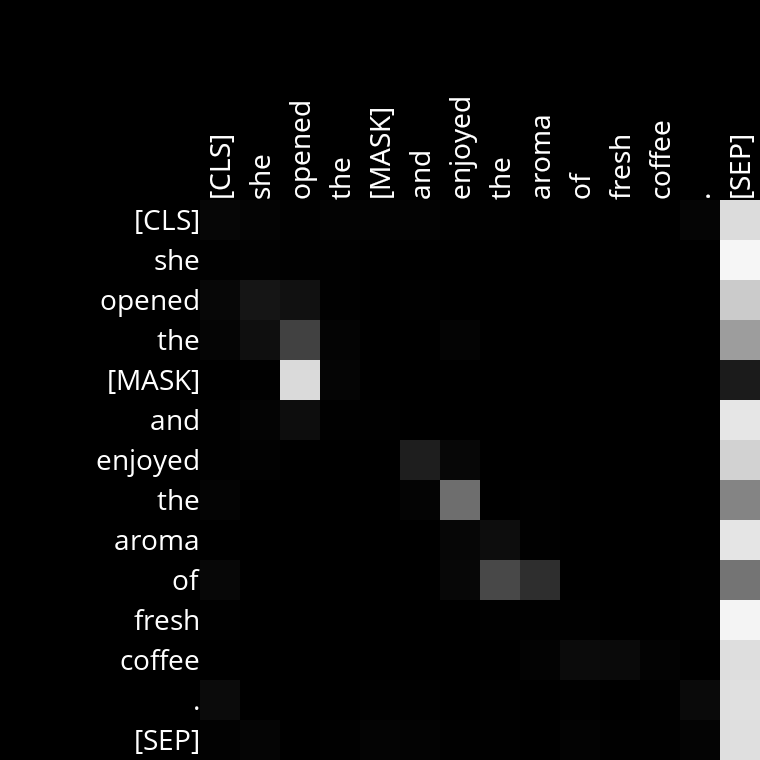 [CLS] she opened the [MASK] and enjoyed the aroma of fresh coffee . [SEP]
[CLS]
she
opened
the
[MASK]
and
enjoyed
the
aroma
of
fresh
coffee
.
[SEP]